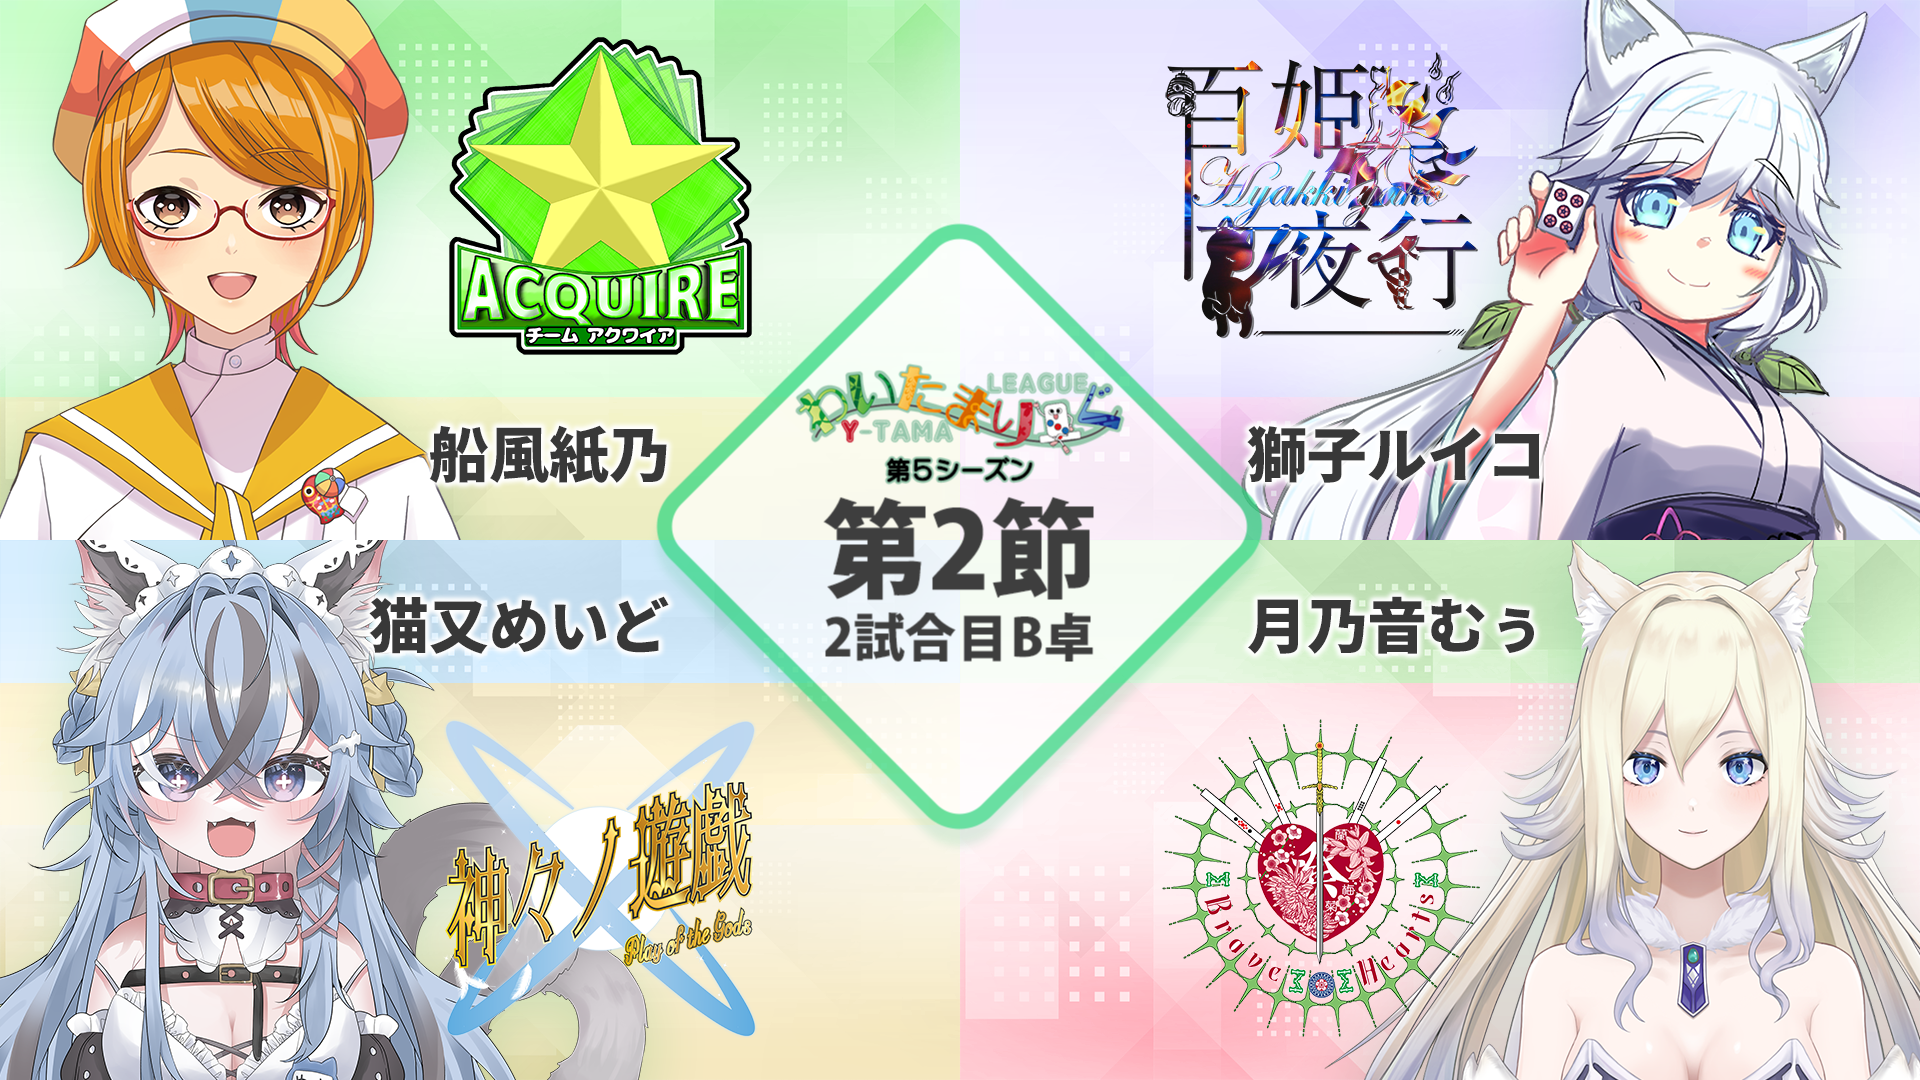 ACQUIRE
チーム アクワイア
船風紙乃
百姫夜行
Hyakkiyako
獅子ルイコ
わいたまりーぐ
LEAGUE
Y-TAMA
第5シーズン
第2節
2試合目B卓
猫又めいど
神々ノ遊戯
Play of the Gods
月乃音むぅ
Brave Hearts